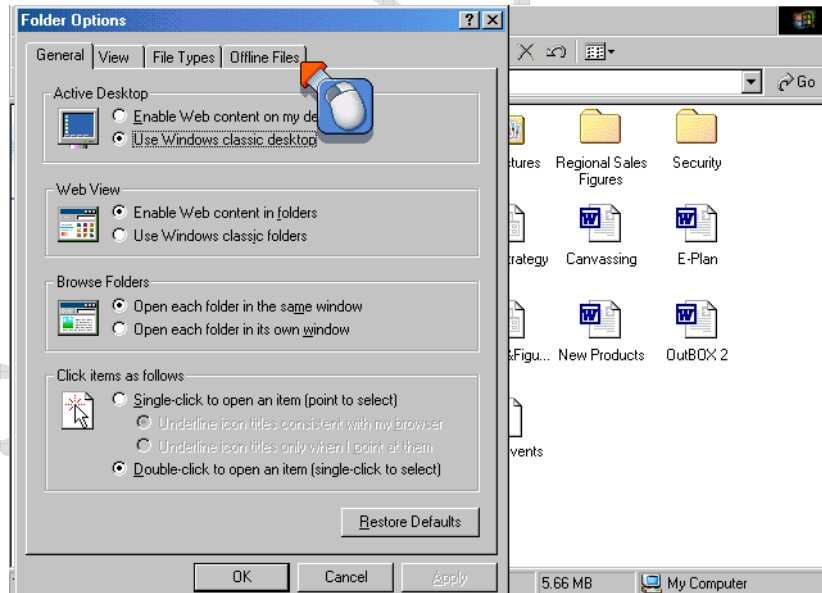 Folder Options
General View File Types Offline Files
Active Desktop
Enable Web content on my de
Use Windows classic desktop
Web View
Enable Web content in folders
Use Windows classic folders
Browse Folders
Open each folder in the same window
Open each folder in its own window
Click items as follows
Single-click to open an item (point to select)
Underline icon titles consistent with my browser
Underline icon titles only when I point at them
Double-click to open an item (single-click to select)
Restore Defaults
OK Cancel Apply
Go
tures Regional Sales Figures Security
rategy Canvassing E-Plan
&Figu... New Products OutBOX 2
vents
5.66 MB My Computer